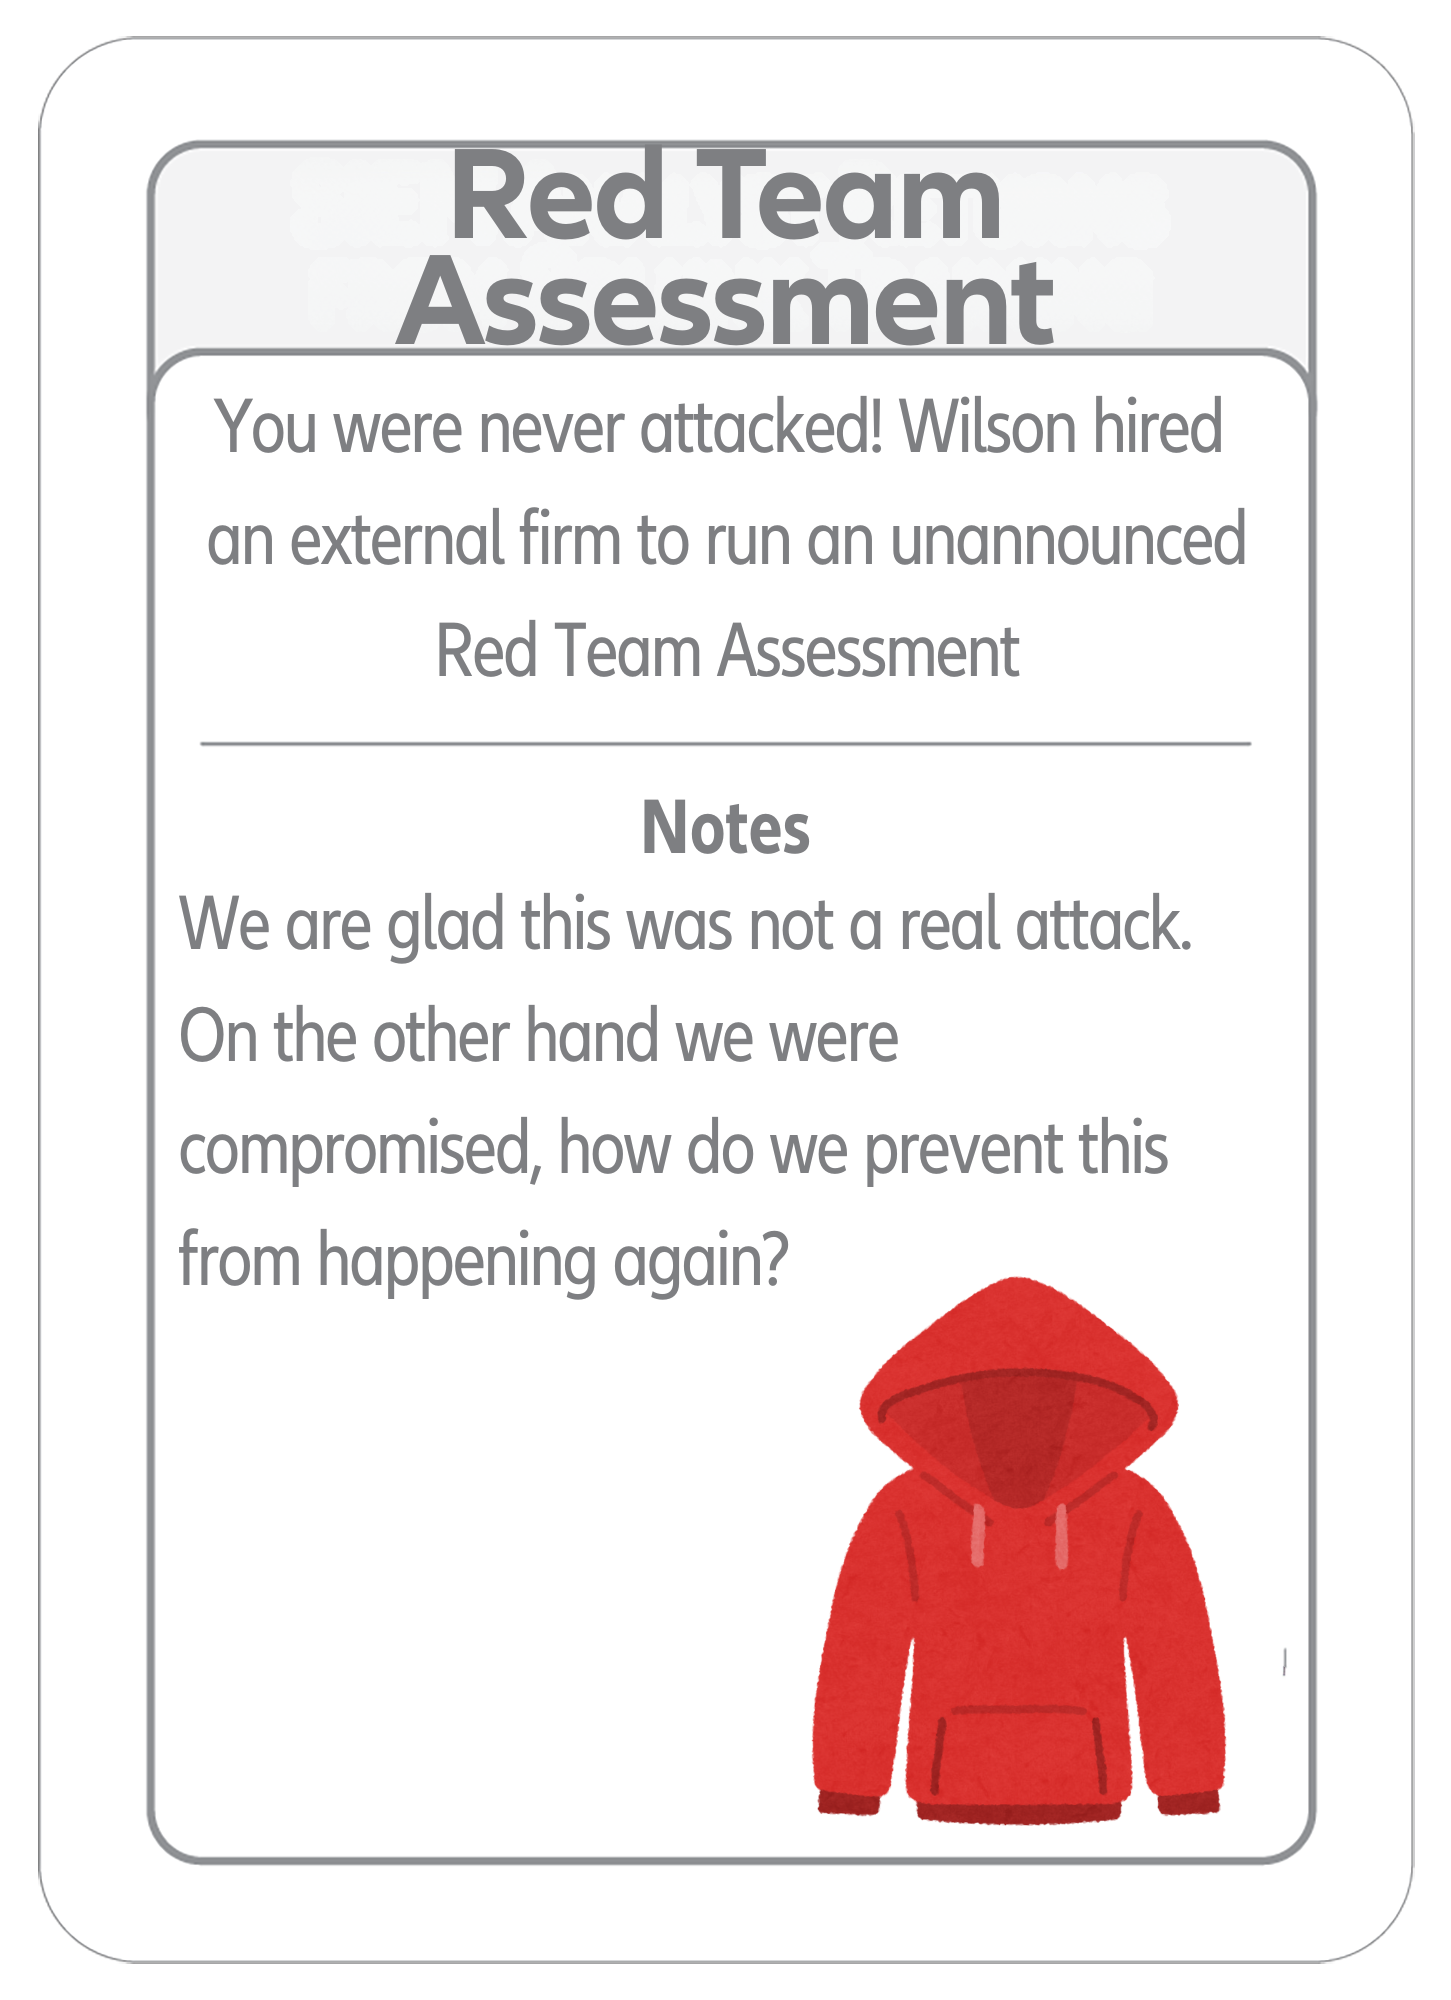 Red Team
Assessment
You were never attacked! Wilson hired
an external firm to run an unannounced
Red Team Assessment
Notes
We are glad this was not a real attack.
On the other hand we were
compromised, how do we prevent this
from happening again?